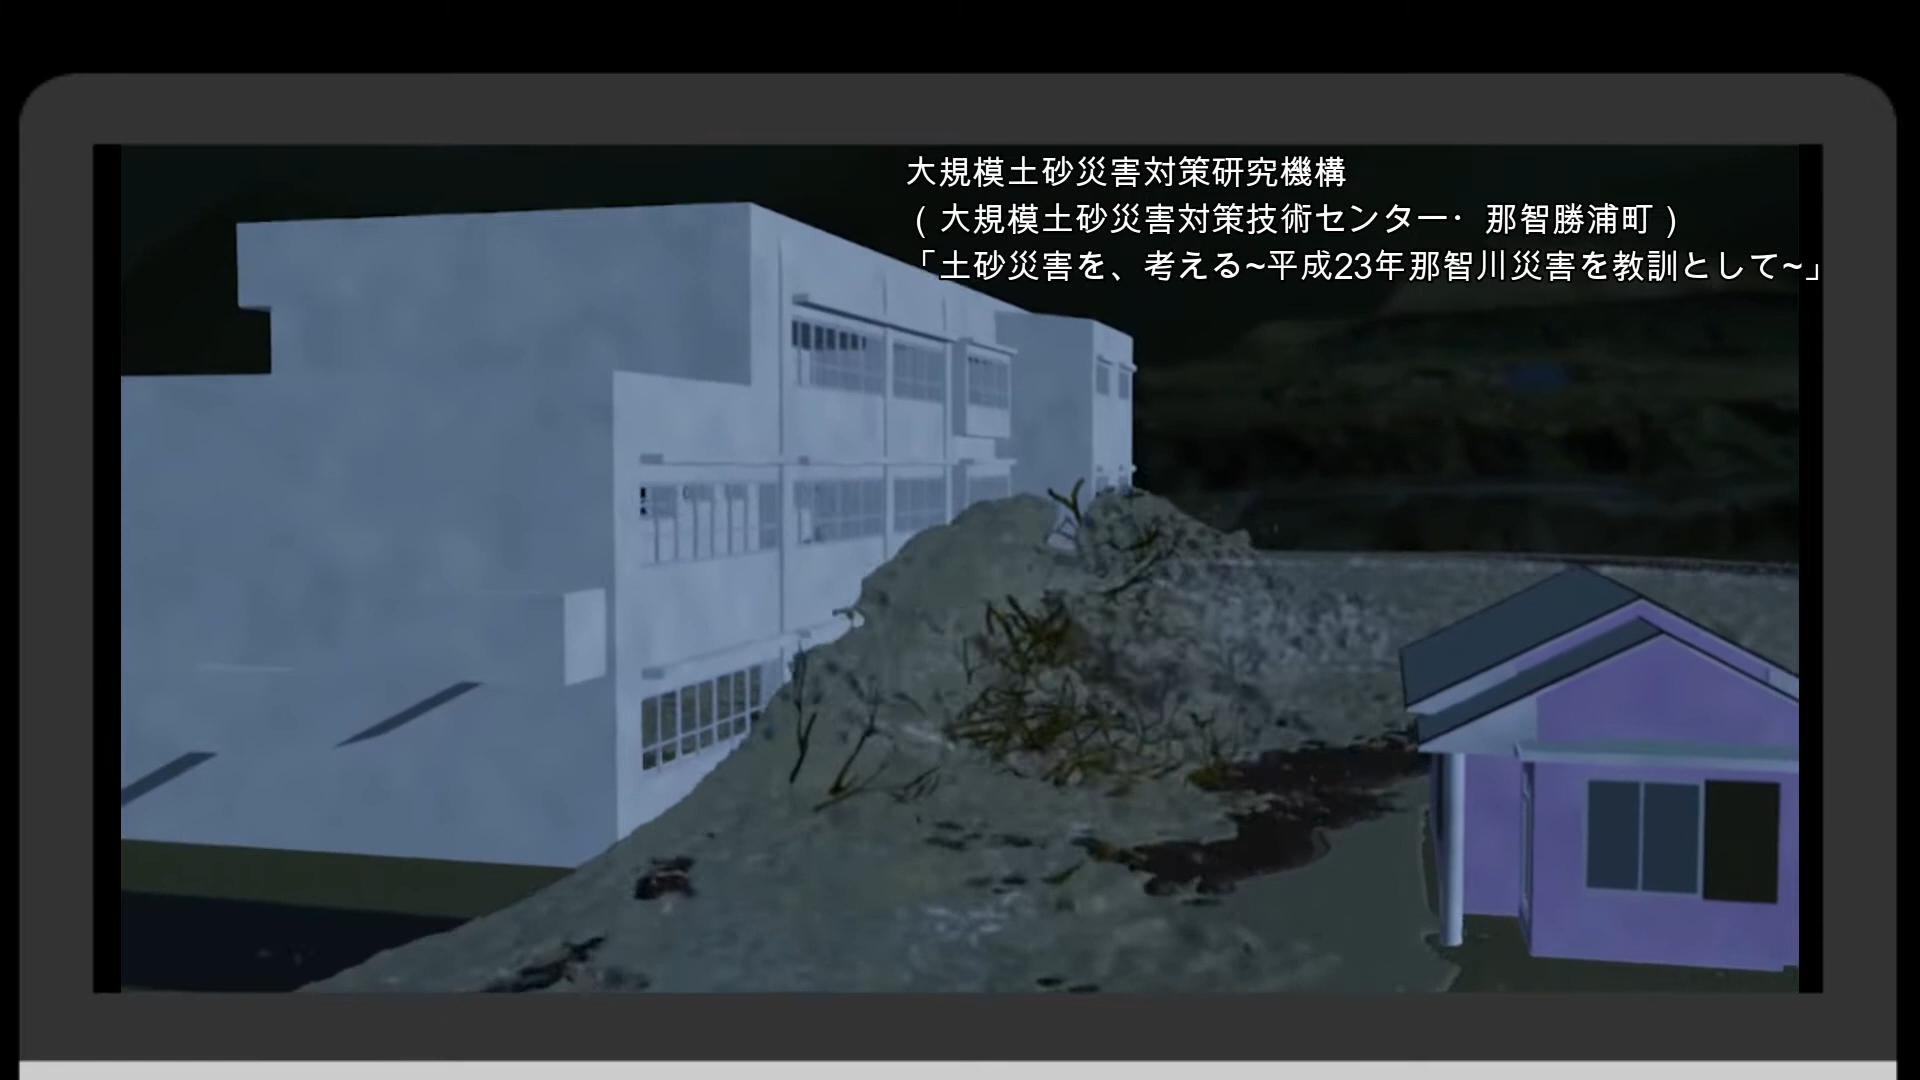 大規模土砂災害対策研究機構
( 大規模土砂災害対策技術センター・ 那智勝浦町 )
「土砂災害を、考える~平成23年那智川災害を教訓として~」